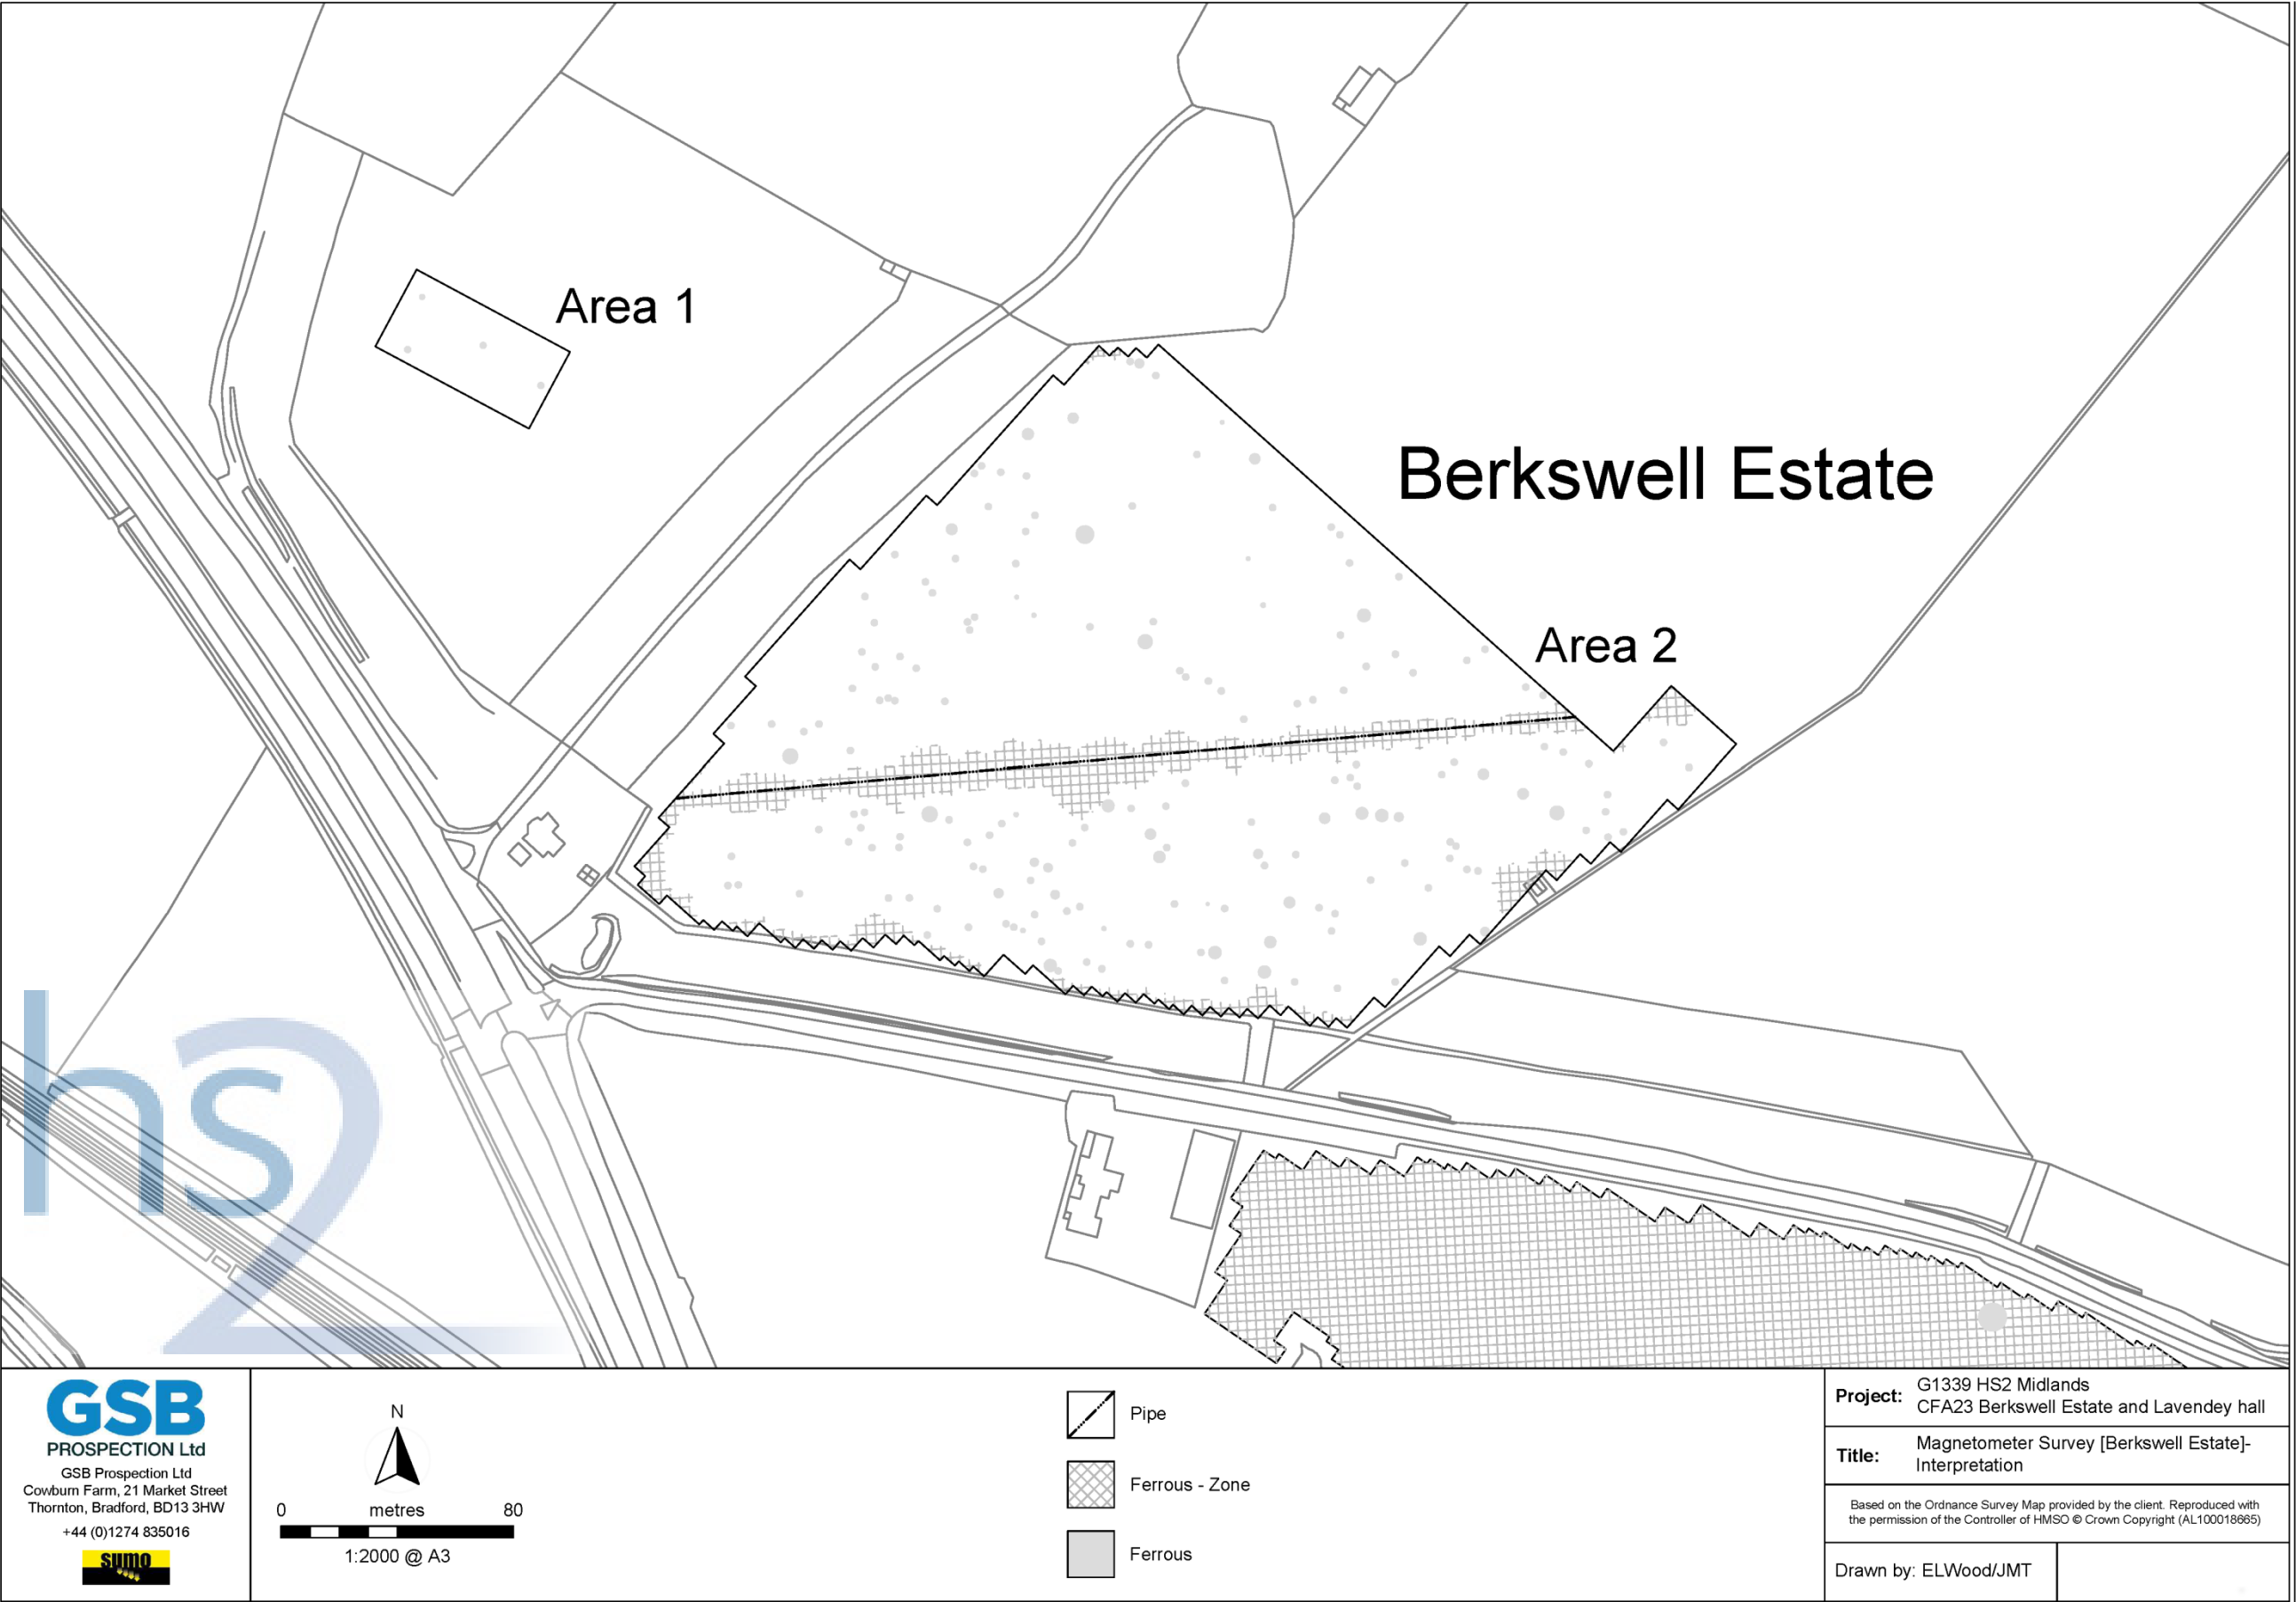 Area 1
Berkswell Estate
Area 2
hs2
GSB
PROSPECTION Ltd
GSB Prospection Ltd
Cowburn Farm, 21 Market Street
Thornton, Bradford, BD13 3HW
+44 (0)1274 835016
sumo
N
0 metres 80
1:2000 @ A3
Pipe
Ferrous - Zone
Ferrous
Project: G1339 HS2 Midlands
CFA23 Berkswell Estate and Lavendey hall
Title: Magnetometer Survey [Berkswell Estate]-
Interpretation
Based on the Ordnance Survey Map provided by the client. Reproduced with
the permission of the Controller of HMSO © Crown Copyright (AL100018665)
Drawn by: ELWood/JMT